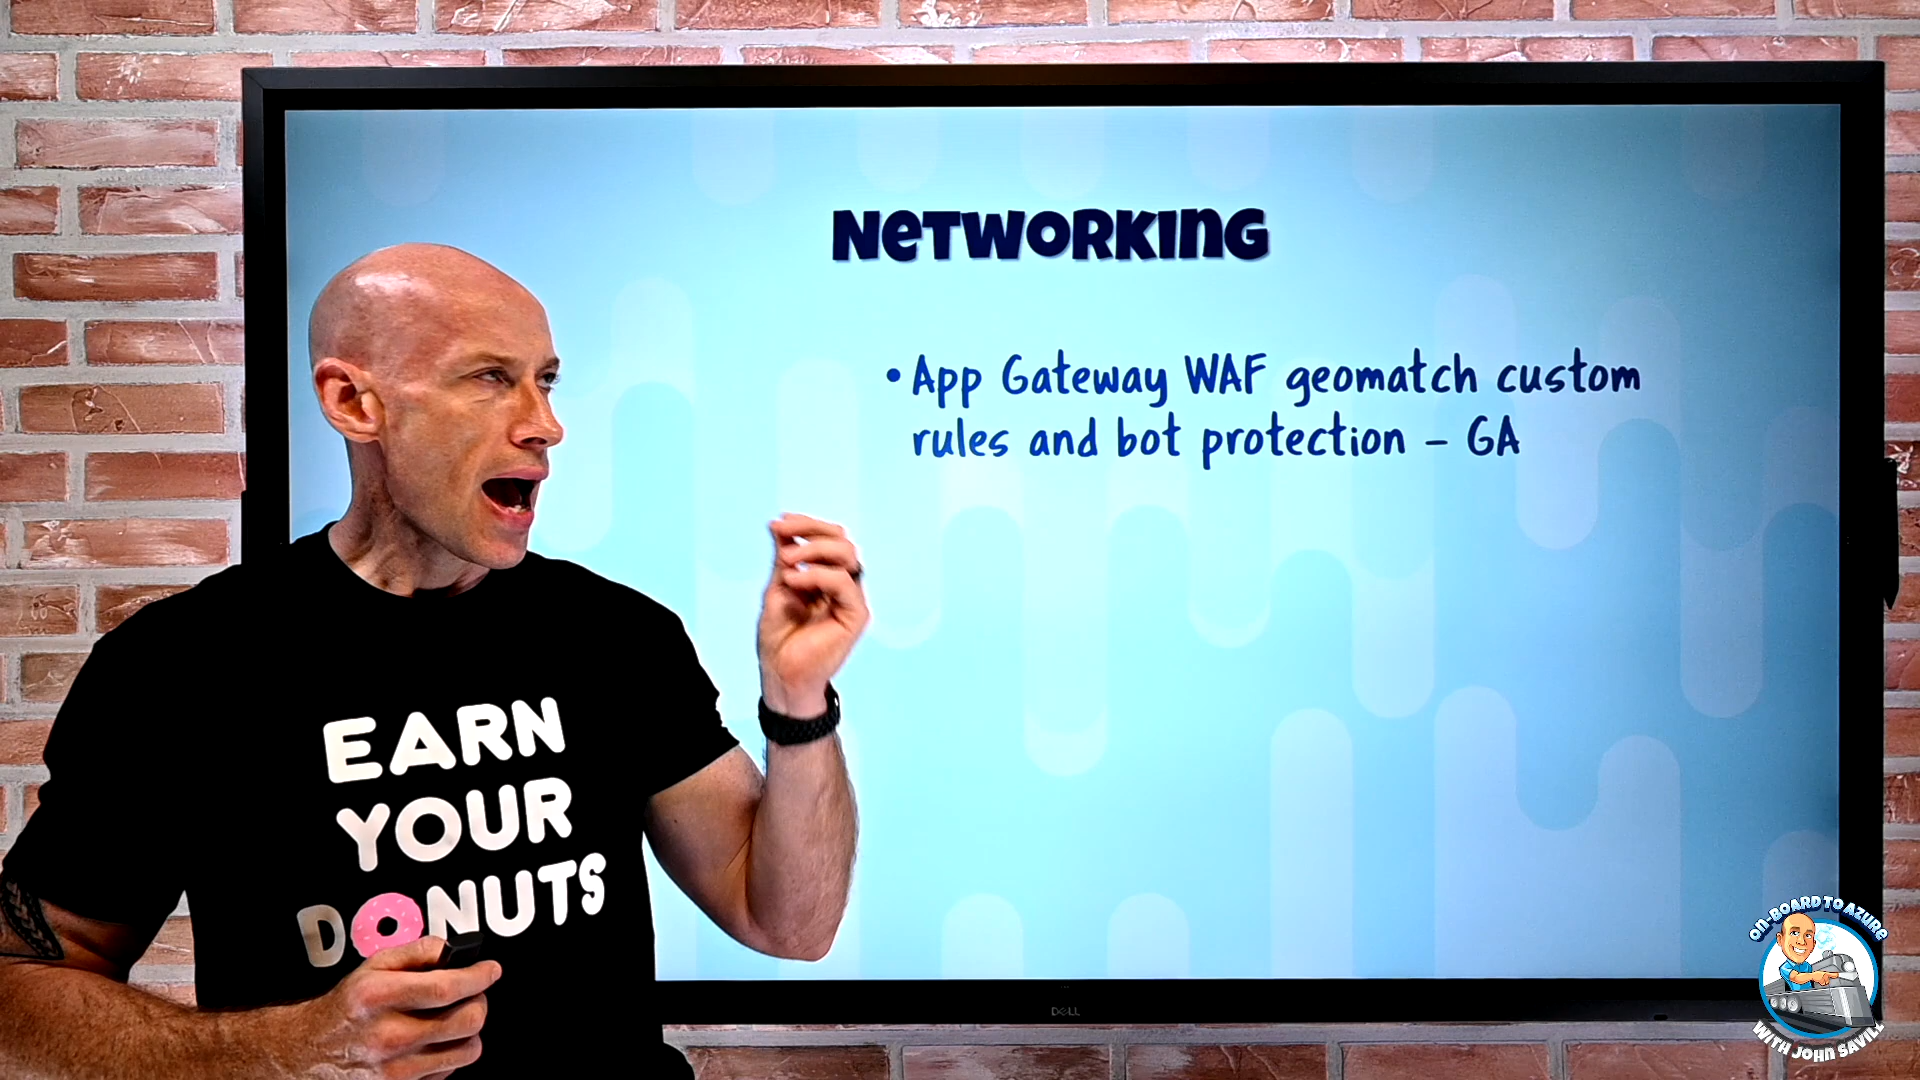 NETWORKING
• App Gateway WAF geomatch custom
rules and bot protection – GA
EARN
YOUR
DONUTS
DELL
ON-BOARD TO AZURE
WITH JOHN SAVILL